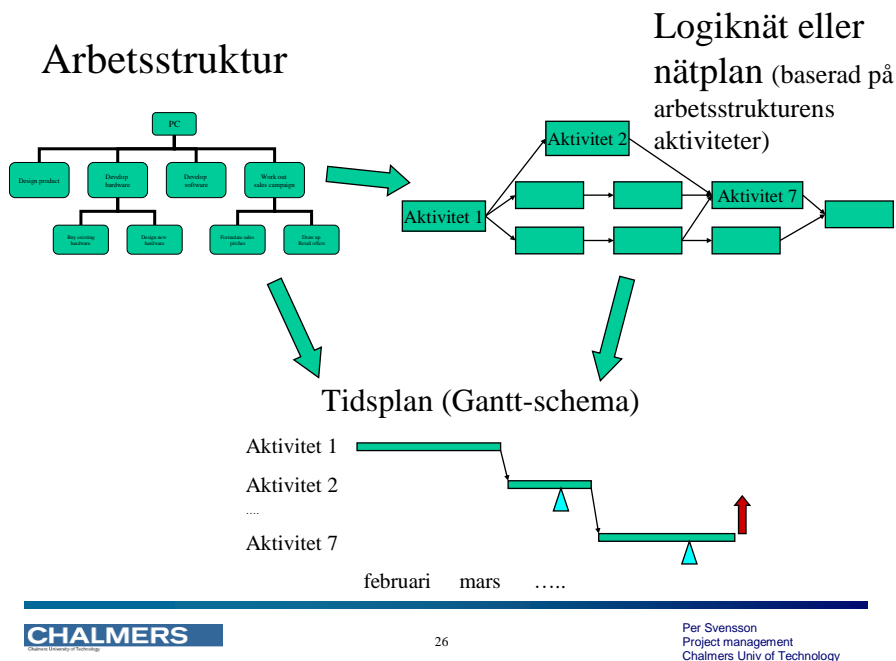 Arbetsstruktur
Logiknät eller
nätplan (baserad på
arbetsstrukturens
aktiviteter)
PC
Design product
Develop
hardware
Develop
software
Work out
sales campaign
Buy existing
hardware
Design new
hardware
Formulate sales
pitches
Draw up
Retail offers
Aktivitet 1
Aktivitet 2
Aktivitet 7
Tidsplan (Gantt-schema)
Aktivitet 1
Aktivitet 2
....
Aktivitet 7
februari mars …..
CHALMERS
Chalmers University of Technology
26
Per Svensson
Project management
Chalmers Univ of Technology